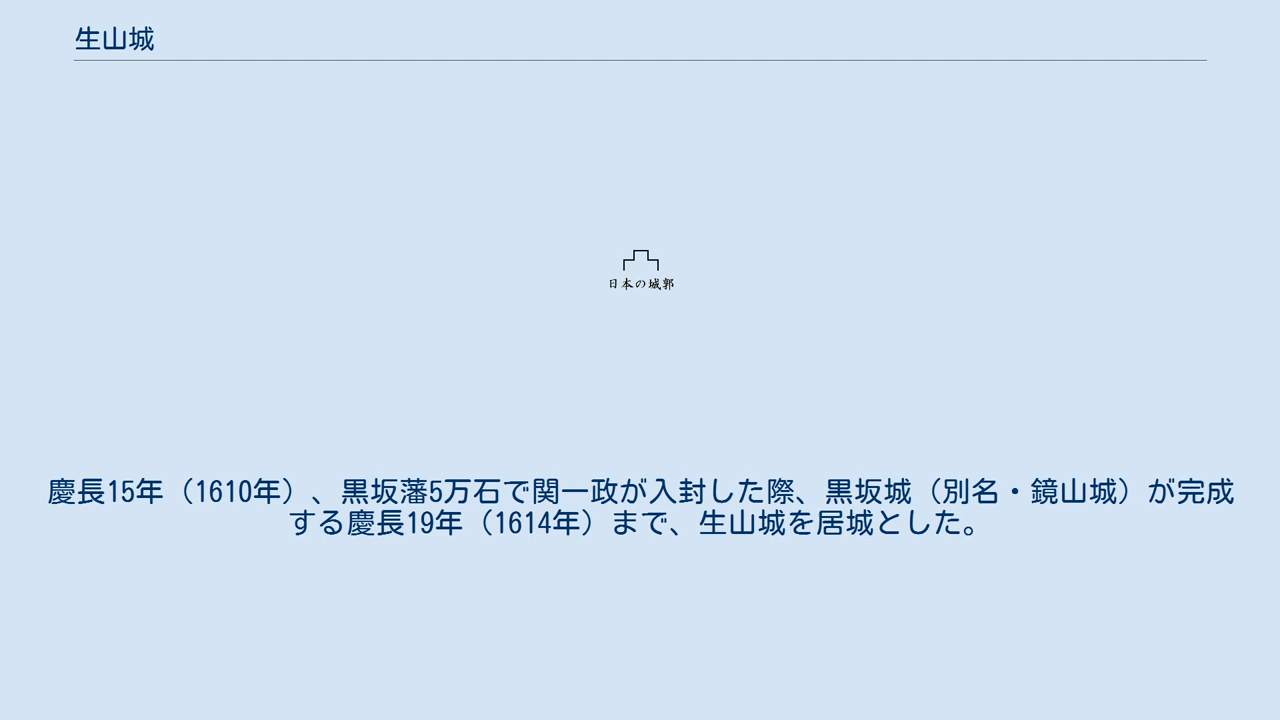 生山城
日本の城郭
慶長15年（1610年）、黒坂藩5万石で関一政が入封した際、黒坂城（別名・鏡山城）が完成
する慶長19年（1614年）まで、生山城を居城とした。